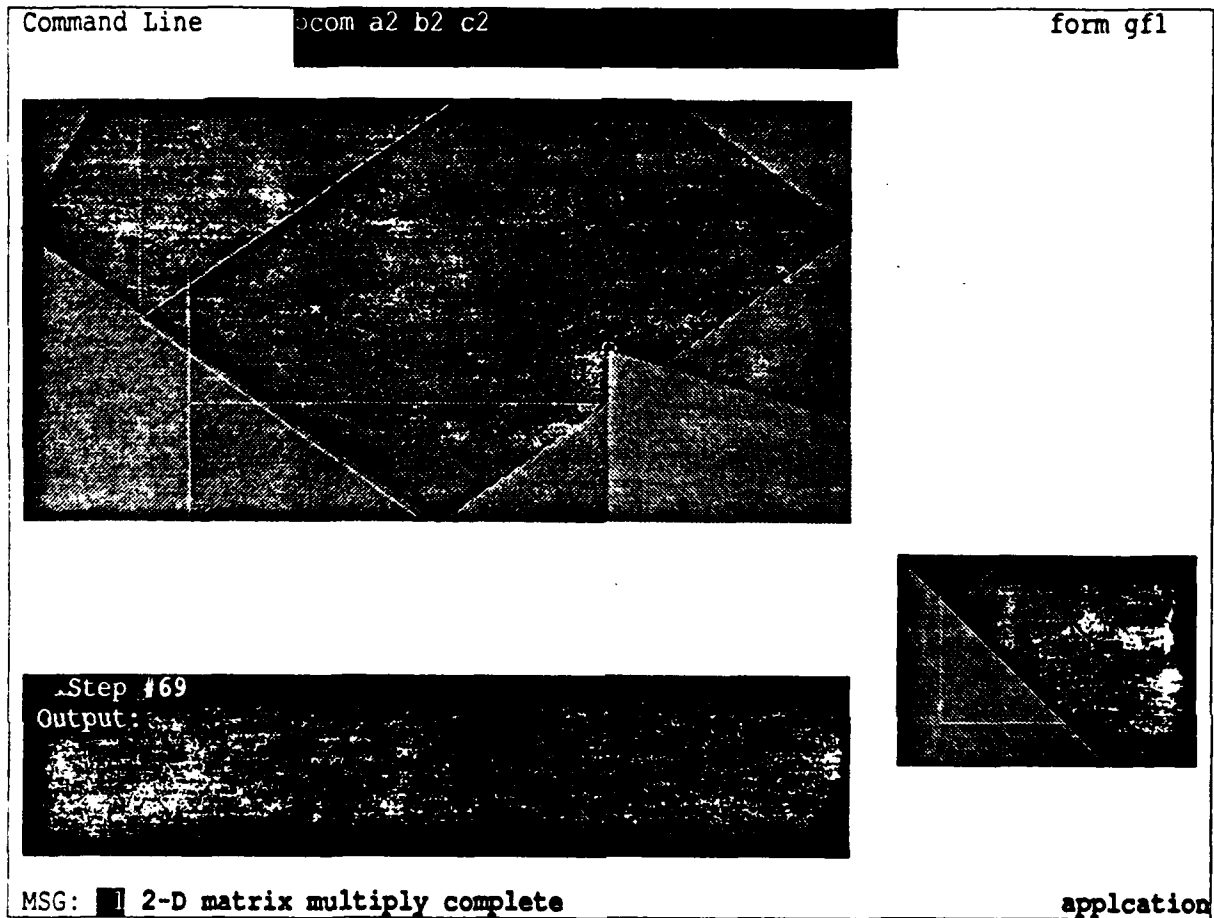 Command Line com a2 b2 c2 form gf1
Step #69
Output:
MSG: 2-D matrix multiply complete applcation